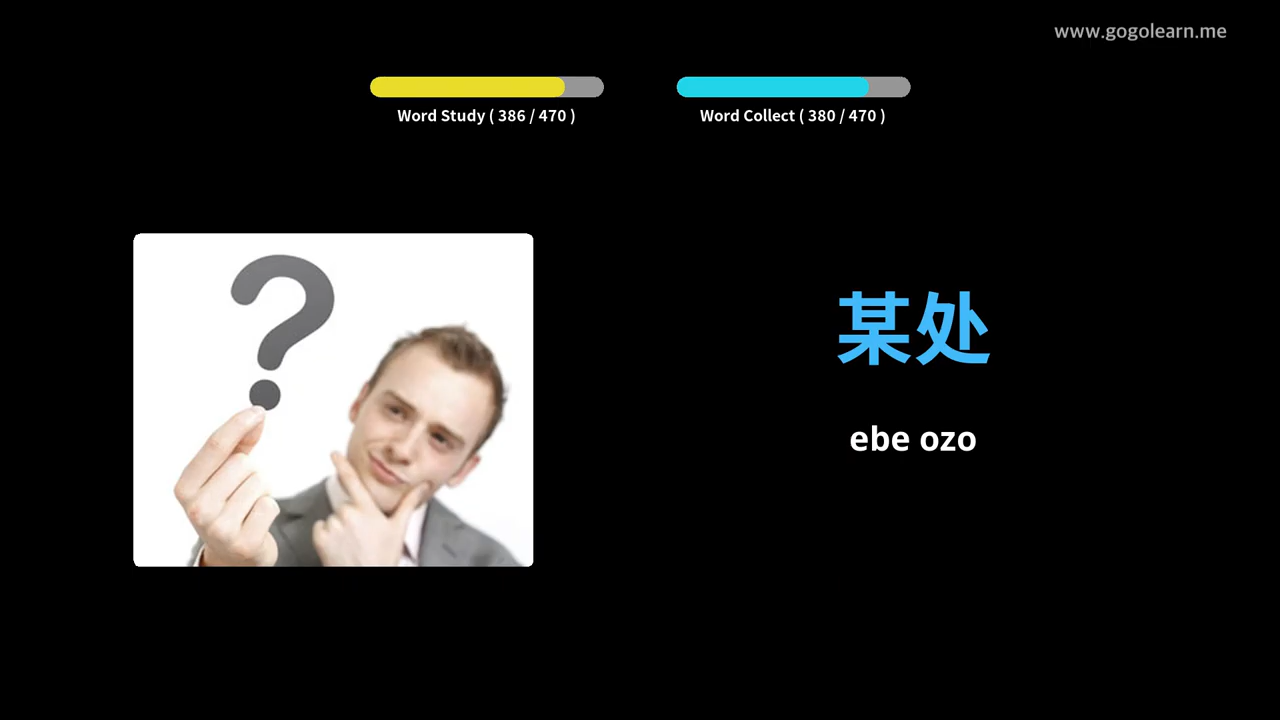 www.gogolearn.me
Word Study ( 386 / 470 )
Word Collect ( 380 / 470 )
?
某处
ebe ozo